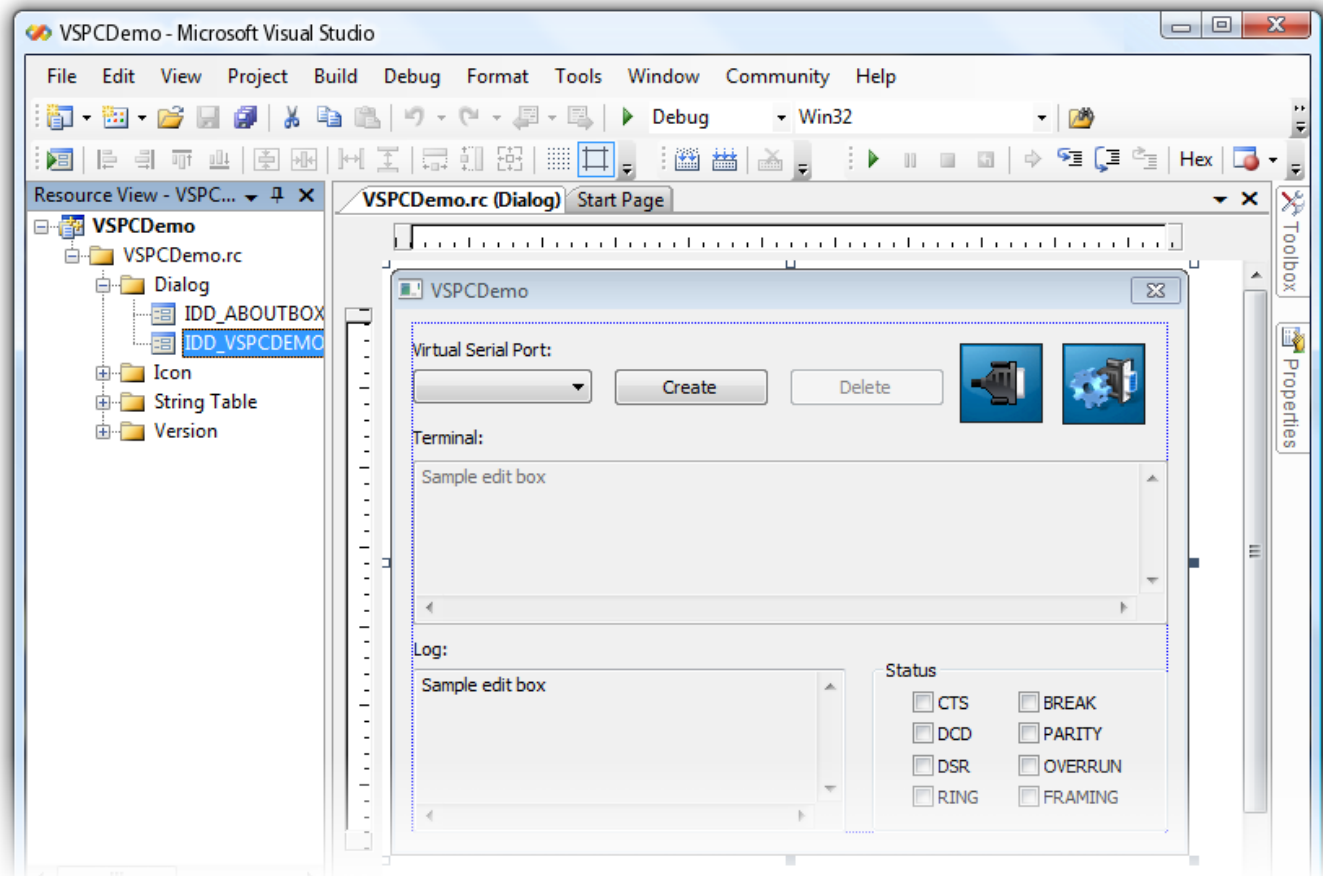 VSPCDemo - Microsoft Visual Studio
File Edit View Project Build Debug Format Tools Window Community Help
Debug Win32
Hex
Resource View - VSPC...
VSPCDemo.rc (Dialog) Start Page
VSPCDemo
VSPCDemo.rc
Dialog
IDD_ABOUTBOX
IDD_VSPCDEMO
Icon
String Table
Version
VSPCDemo
Virtual Serial Port:
Create Delete
Terminal:
Sample edit box
Log:
Sample edit box
Status
CTS BREAK
DCD PARITY
DSR OVERRUN
RING FRAMING
Toolbox
Properties